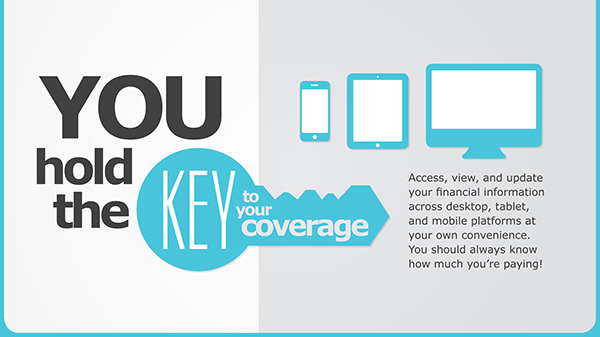 YOU
hold
the
KEY
to
your
coverage
Access, view, and update
your financial information
across desktop, tablet,
and mobile platforms at
your own convenience.
You should always know
how much you're paying!